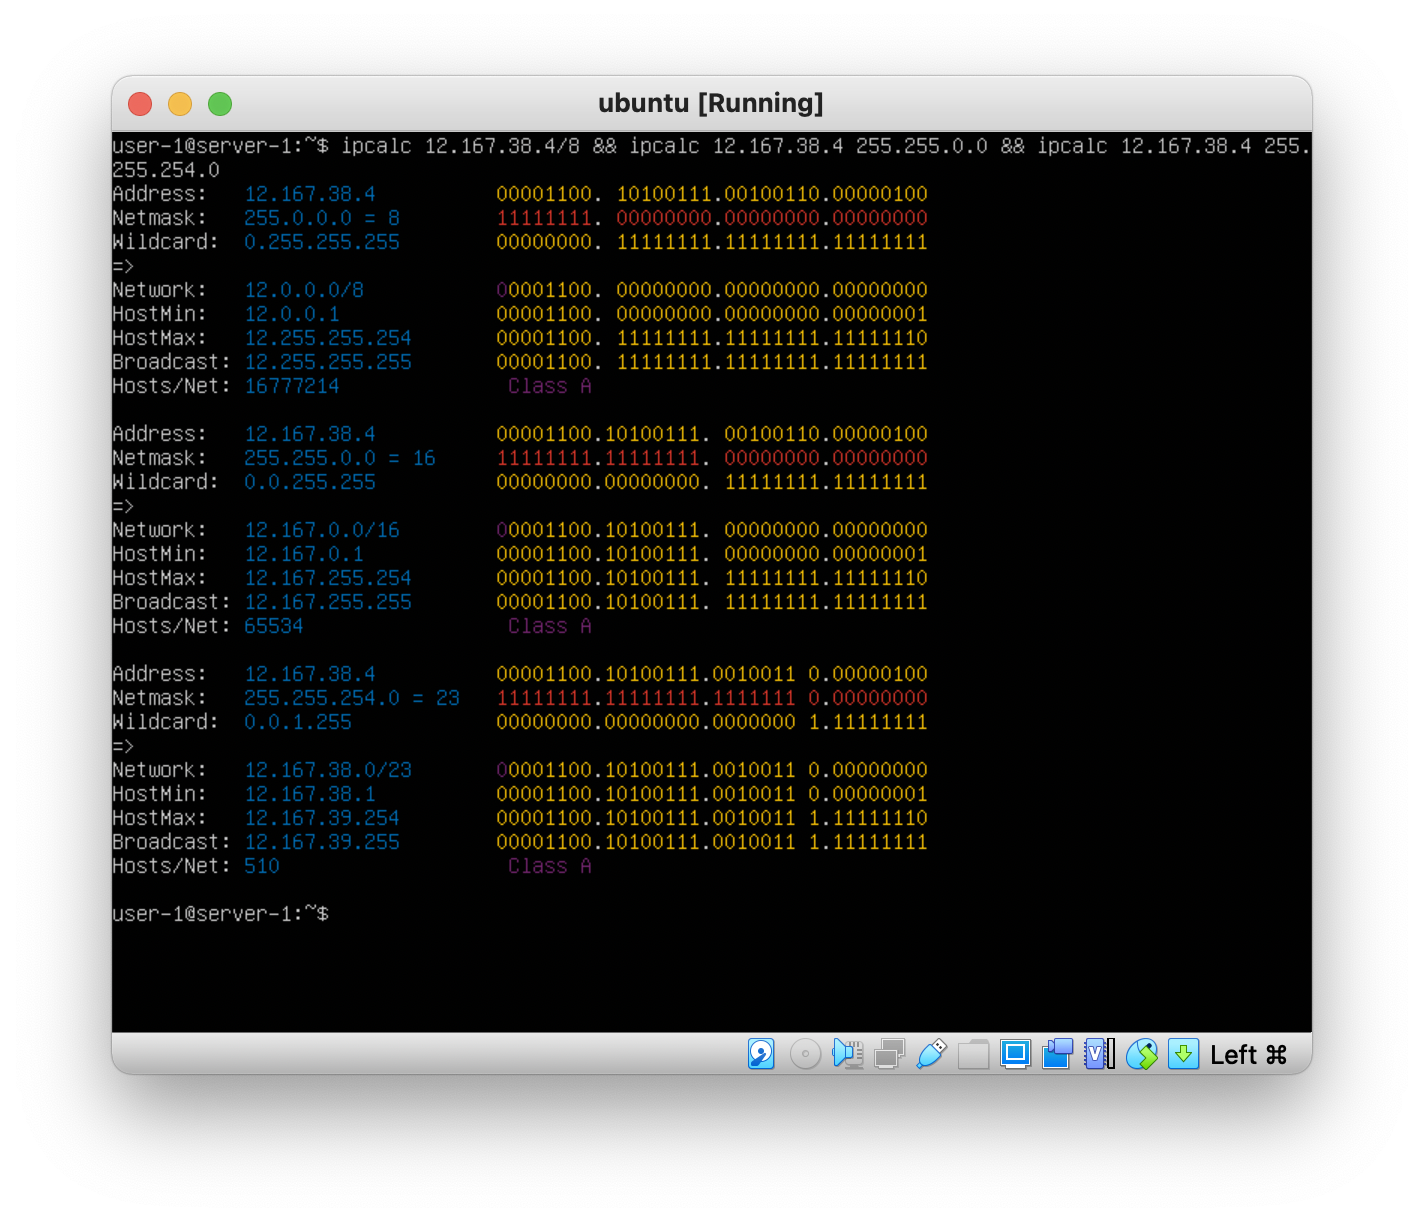 ubuntu [Running]
user-1@server-1:~$ ipcalc 12.167.38.4/8 && ipcalc 12.167.38.4 255.255.0.0 && ipcalc 12.167.38.4 255.
255.254.0
Address:   12.167.38.4          00001100. 10100111.00100110.00000100
Netmask:   255.0.0.0 = 8        11111111. 00000000.00000000.00000000
Wildcard:  0.255.255.255        00000000. 11111111.11111111.11111111
=>
Network:   12.0.0.0/8           00001100. 00000000.00000000.00000000
HostMin:   12.0.0.1             00001100. 00000000.00000000.00000001
HostMax:   12.255.255.254       00001100. 11111111.11111111.11111110
Broadcast: 12.255.255.255       00001100. 11111111.11111111.11111111
Hosts/Net: 16777214              Class A
Address:   12.167.38.4          00001100.10100111. 00100110.00000100
Netmask:   255.255.0.0 = 16     11111111.11111111. 00000000.00000000
Wildcard:  0.0.255.255          00000000.00000000. 11111111.11111111
=>
Network:   12.167.0.0/16        00001100.10100111. 00000000.00000000
HostMin:   12.167.0.1           00001100.10100111. 00000000.00000001
HostMax:   12.167.255.254       00001100.10100111. 11111111.11111110
Broadcast: 12.167.255.255       00001100.10100111. 11111111.11111111
Hosts/Net: 65534                 Class A
Address:   12.167.38.4          00001100.10100111.0010011 0.00000100
Netmask:   255.255.254.0 = 23   11111111.11111111.1111111 0.00000000
Wildcard:  0.0.1.255            00000000.00000000.0000000 1.11111111
=>
Network:   12.167.38.0/23       00001100.10100111.0010011 0.00000000
HostMin:   12.167.38.1          00001100.10100111.0010011 0.00000001
HostMax:   12.167.39.254        00001100.10100111.0010011 1.11111110
Broadcast: 12.167.39.255        00001100.10100111.0010011 1.11111111
Hosts/Net: 510                   Class A
user-1@server-1:~$
Left ⌘